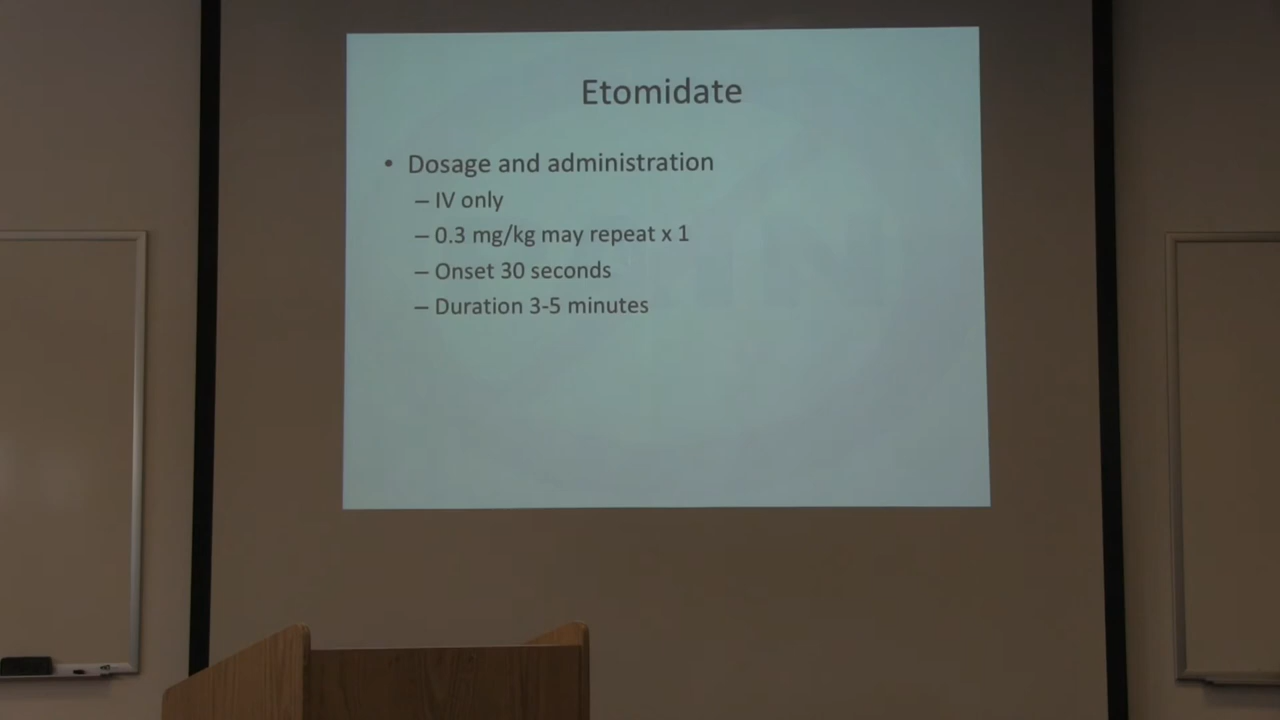 Etomidate
• Dosage and administration
– IV only
– 0.3 mg/kg may repeat x 1
– Onset 30 seconds
– Duration 3-5 minutes